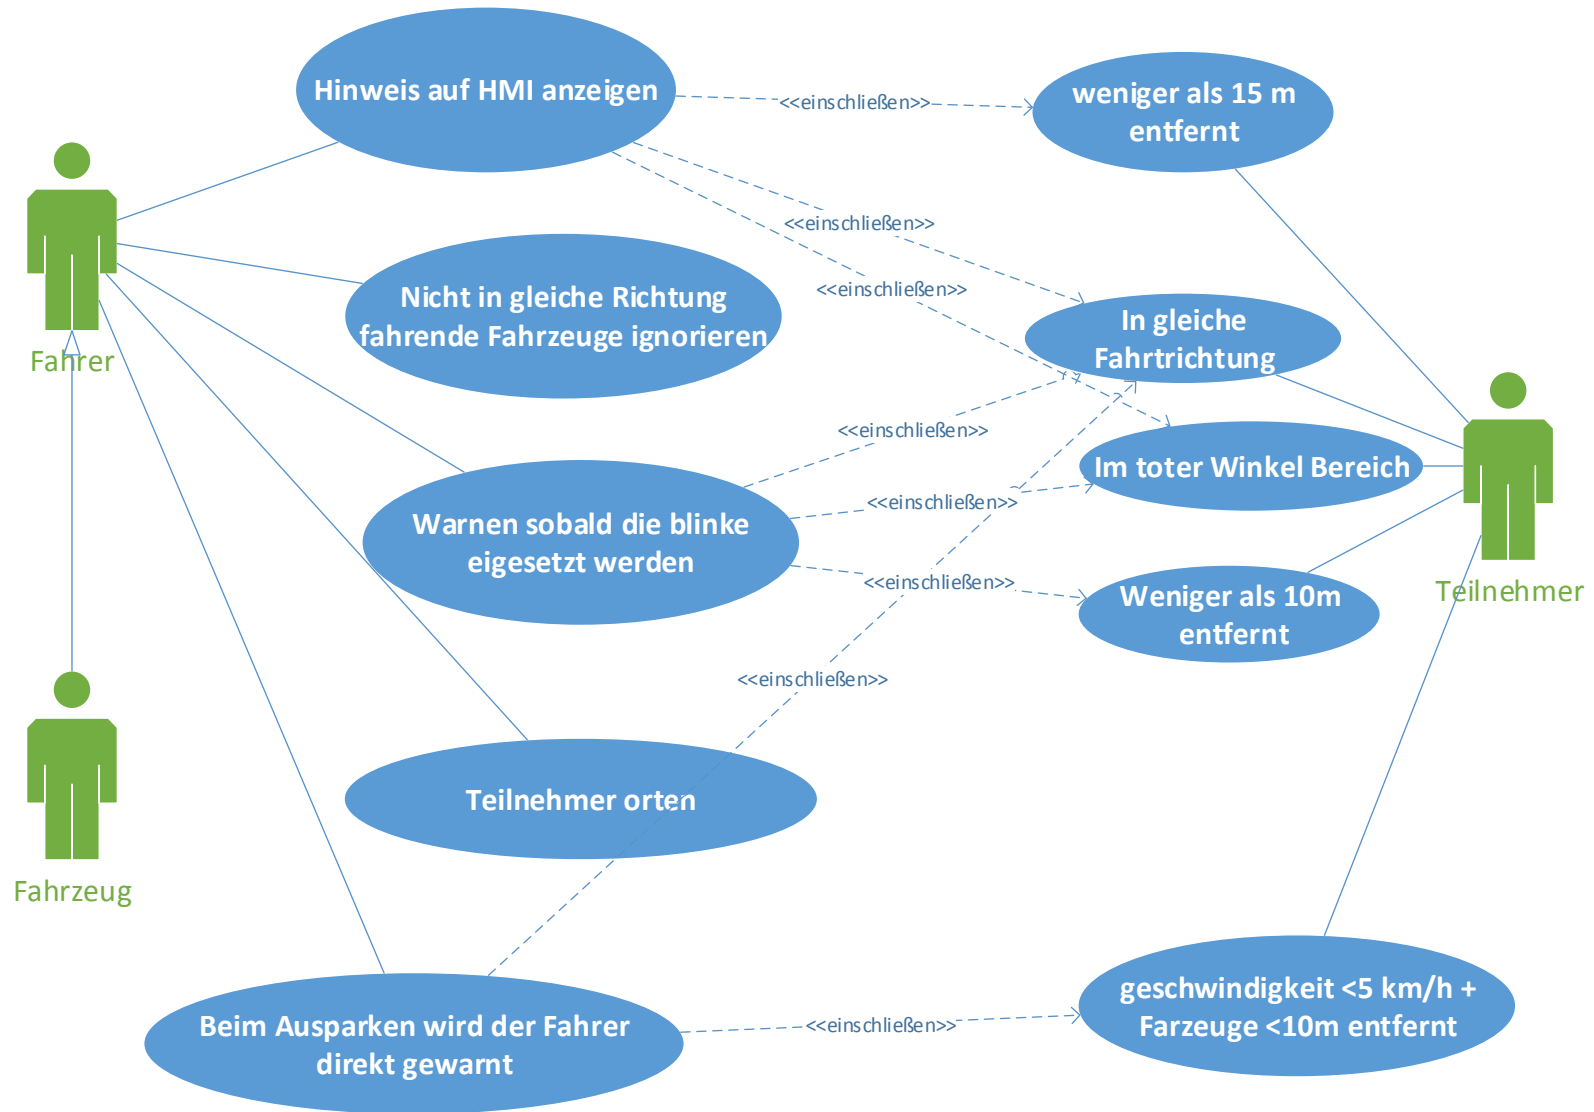 Hinweis auf HMI anzeigen
<<einschließen>>
weniger als 15 m
entfernt
<<einschließen>>
<<einschließen>>
Nicht in gleiche Richtung
fahrende Fahrzeuge ignorieren
In gleiche
Fahrtrichtung
Fahrer
<<einschließen>>
Im toter Winkel Bereich
<<einschließen>>
Warnen sobald die blinke
eigesetzt werden
<<einschließen>>
Weniger als 10m
entfernt
Teilnehmer
<<einschließen>>
Teilnehmer orten
Fahrzeug
geschwindigkeit <5 km/h +
Farzeuge <10m entfernt
<<einschließen>>
Beim Ausparken wird der Fahrer
direkt gewarnt